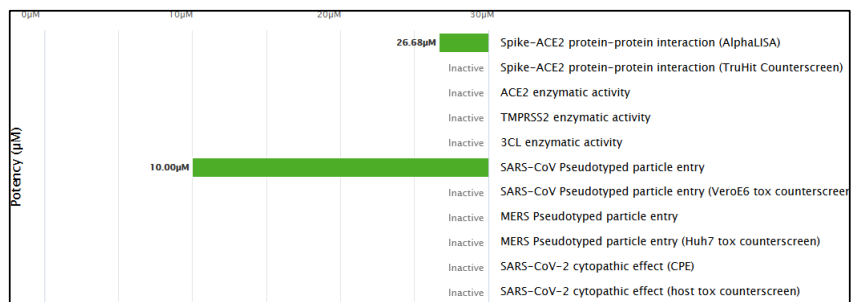 0µM 10µM 20µM 30µM
26.68µM Spike-ACE2 protein-protein interaction (AlphaLISA)
Inactive Spike-ACE2 protein-protein interaction (TruHit Counterscreen)
Inactive ACE2 enzymatic activity
Inactive TMPRSS2 enzymatic activity
Inactive 3CL enzymatic activity
Potency (µM)
10.00µM SARS-CoV Pseudotyped particle entry
Inactive SARS-CoV Pseudotyped particle entry (VeroE6 tox counterscreen
Inactive MERS Pseudotyped particle entry
Inactive MERS Pseudotyped particle entry (Huh7 tox counterscreen)
Inactive SARS-CoV-2 cytopathic effect (CPE)
Inactive SARS-CoV-2 cytopathic effect (host tox counterscreen)